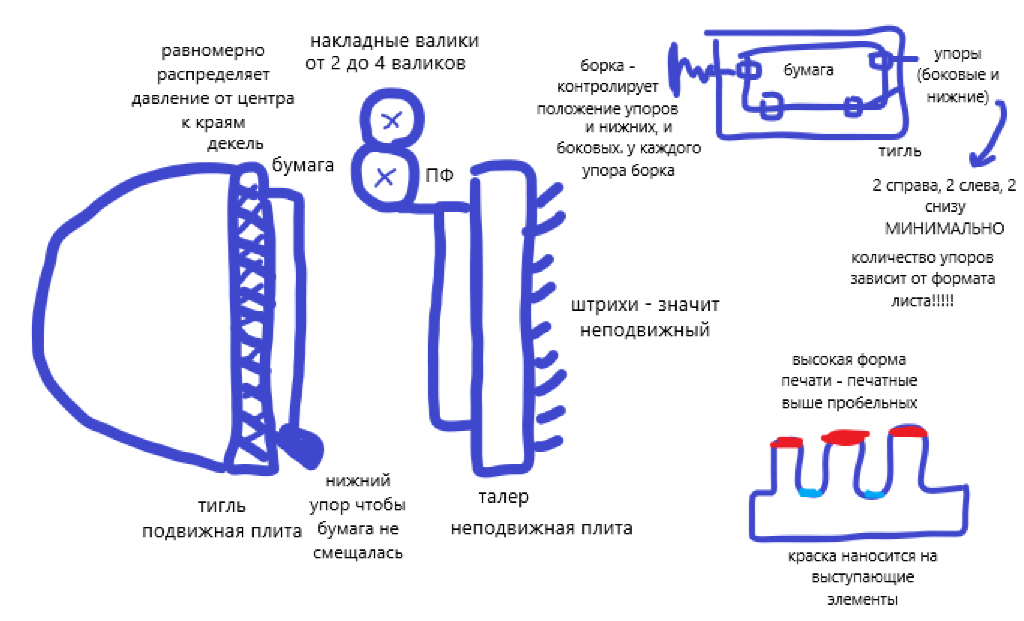 равномерно
распределяет
давление от центра
к краям
декель
бумага
накладные валики
от 2 до 4 валиков
ПФ
борка -
контролирует
положение упоров
и нижних, и
боковых. у каждого
упора борка
бумага
упоры
(боковые и
нижние)
тигль
2 справа, 2 слева, 2
снизу
МИНИМАЛЬНО
количество упоров
зависит от формата
листа!!!!!
штрихи - значит
неподвижный
высокая форма
печати - печатные
выше пробельных
тигль
подвижная плита
нижний
упор чтобы
бумага не
смещалась
талер
неподвижная плита
краска наносится на
выступающие
элементы